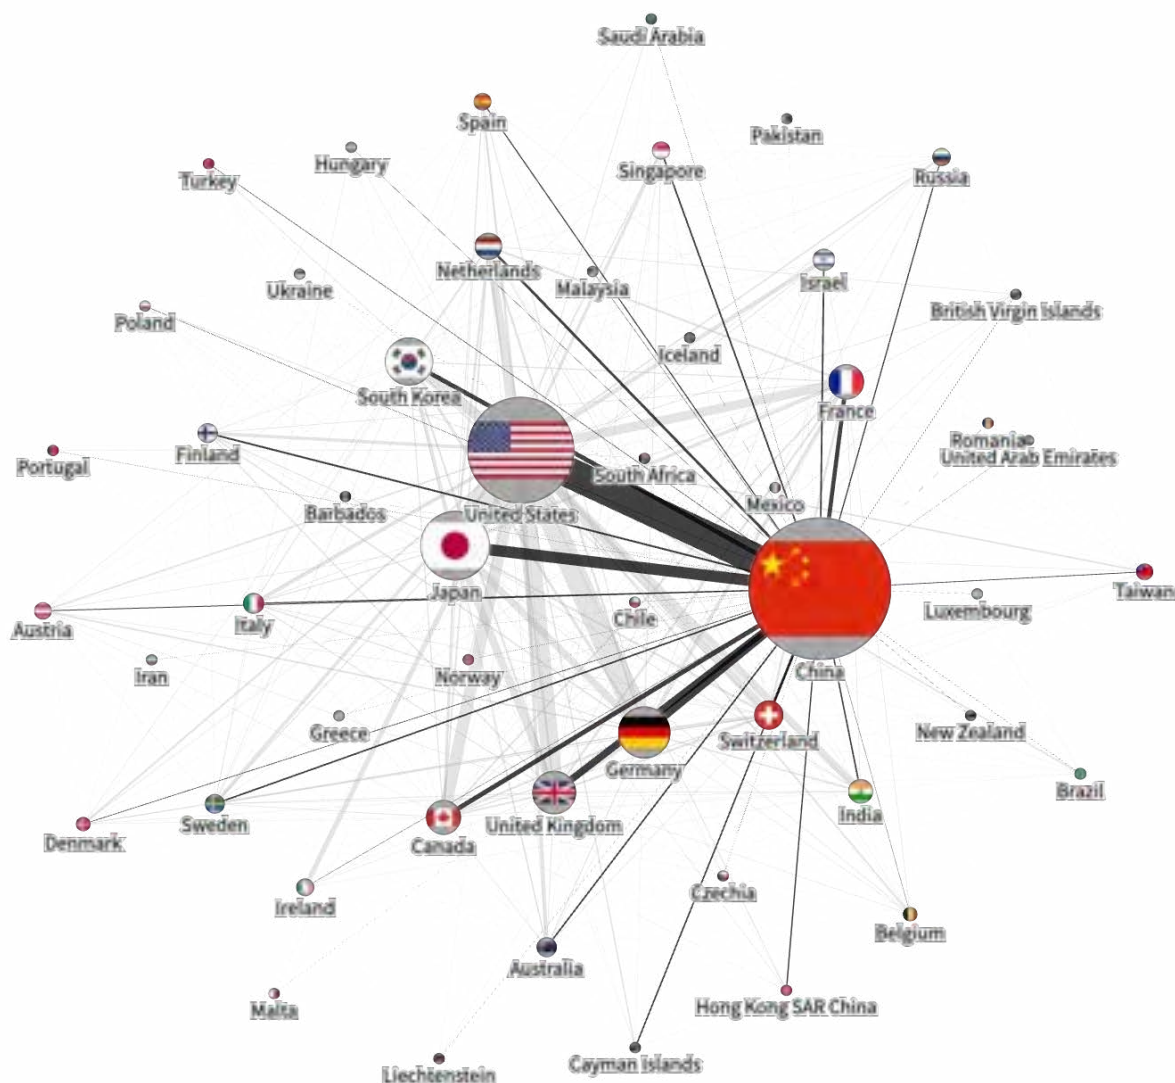 Saudi Arabia
Spain
Pakistan
Hungary
Singapore
Turkey
Russia
Netherlands
Israel
Ukraine
Malaysia
British Virgin Islands
Poland
Iceland
South Korea
France
Romania
Finland
United Arab Emirates
Portugal
South Africa
Mexico
Barbados
United States
Japan
Taiwan
Luxembourg
Chile
Italy
Austria
China
Iran
Norway
Greece
New Zealand
Switzerland
Germany
Brazil
India
Sweden
United Kingdom
Denmark
Canada
Czechia
Ireland
Belgium
Australia
Hong Kong SAR China
Malta
Cayman Islands
Liechtenstein